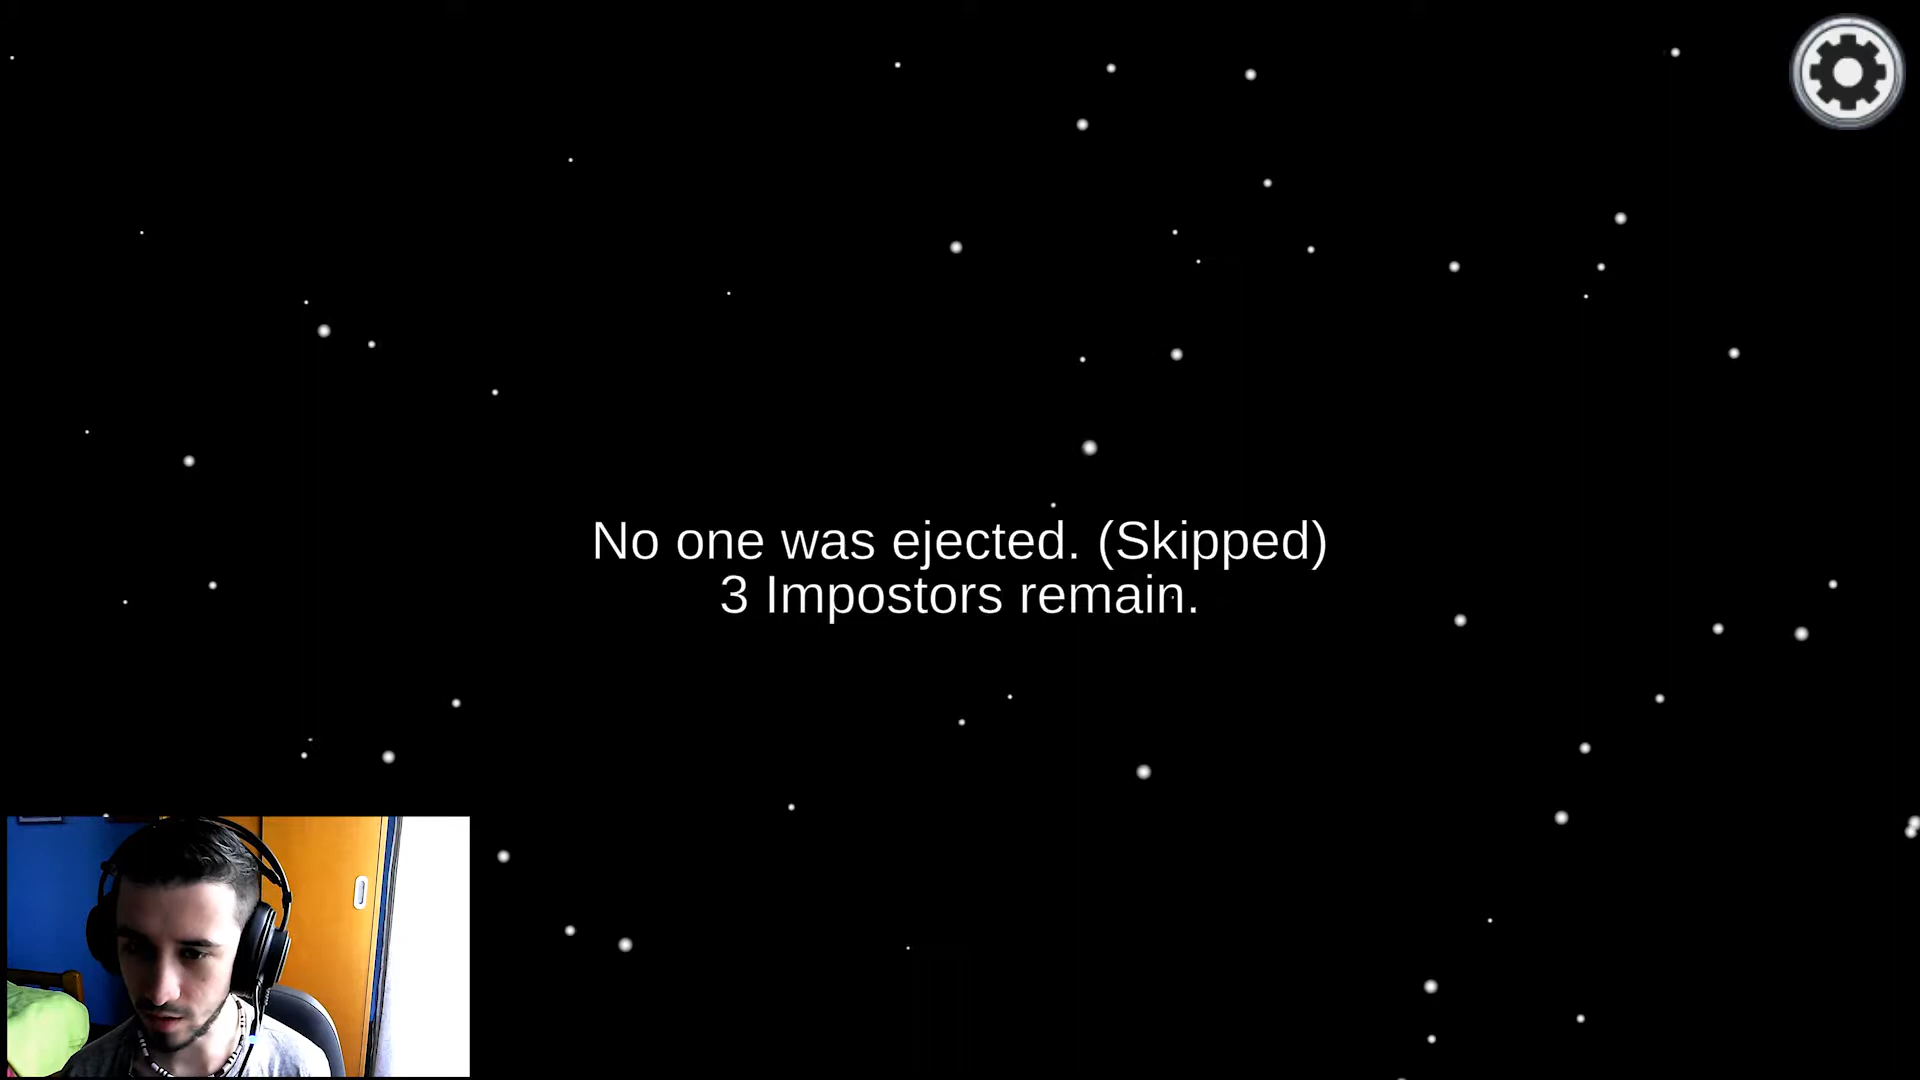 No one was ejected. (Skipped)
3 Impostors remain.